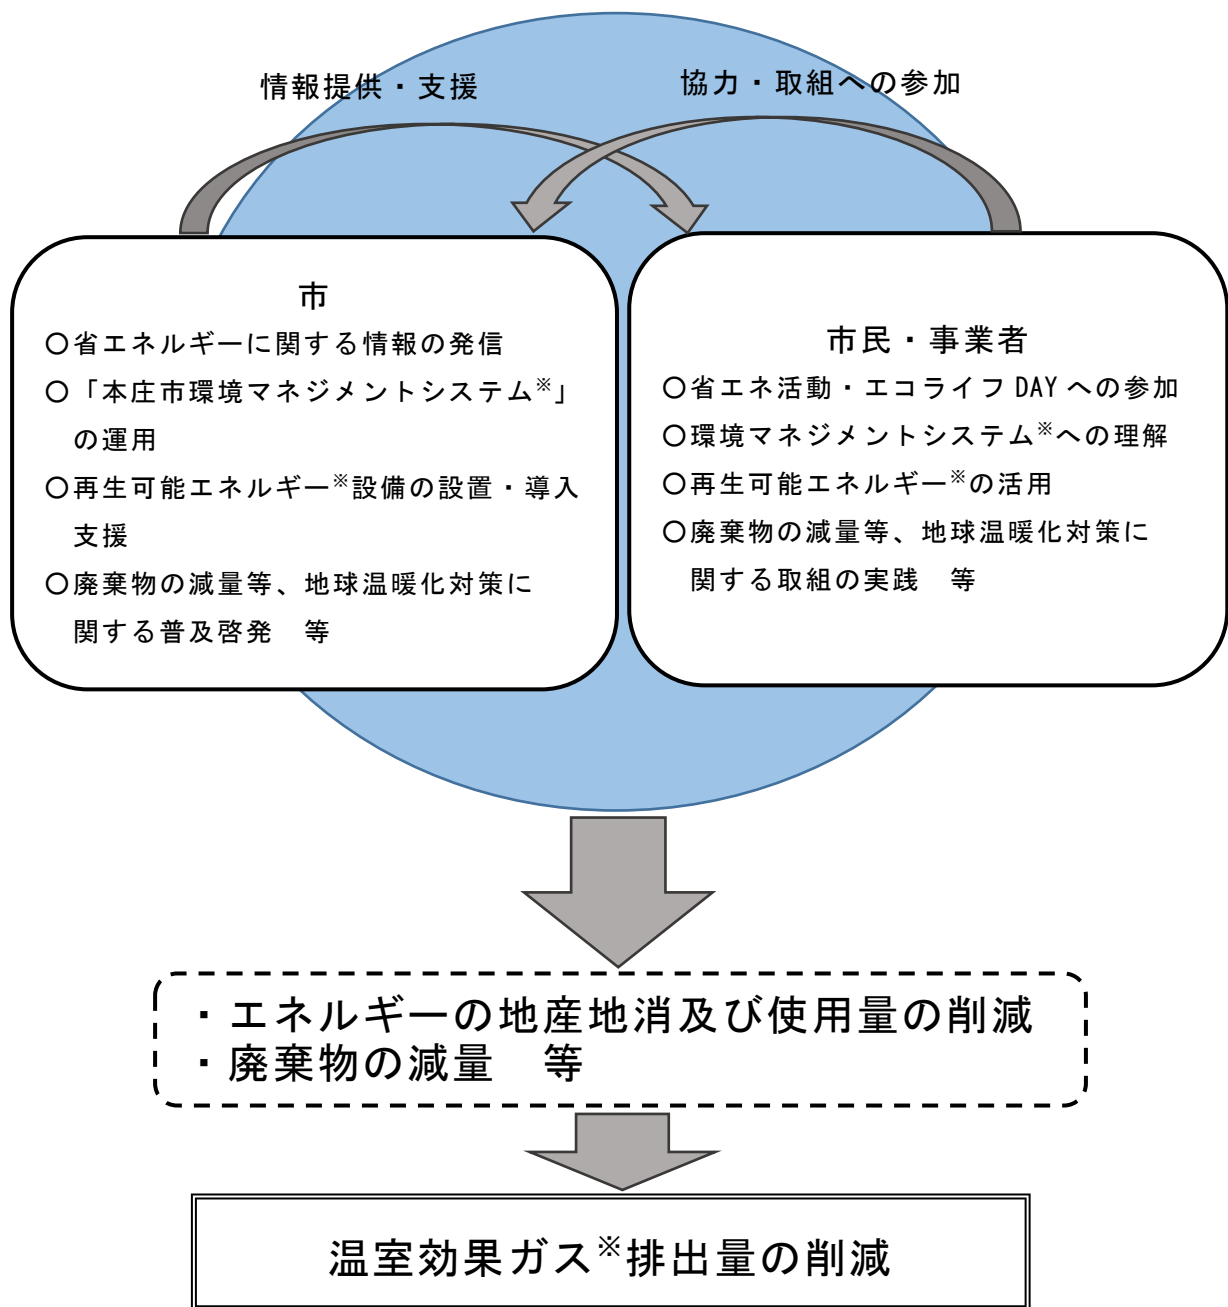 情報提供・支援
協力・取組への参加
市
○省エネルギーに関する情報の発信
○「本庄市環境マネジメントシステム※」
の運用
○再生可能エネルギー※設備の設置・導入
支援
○廃棄物の減量等、地球温暖化対策に
関する普及啓発　等
市民・事業者
○省エネ活動・エコライフ DAY への参加
○環境マネジメントシステム※への理解
○再生可能エネルギー※の活用
○廃棄物の減量等、地球温暖化対策に
関する取組の実践　等
・エネルギーの地産地消及び使用量の削減
・廃棄物の減量　等
温室効果ガス※排出量の削減